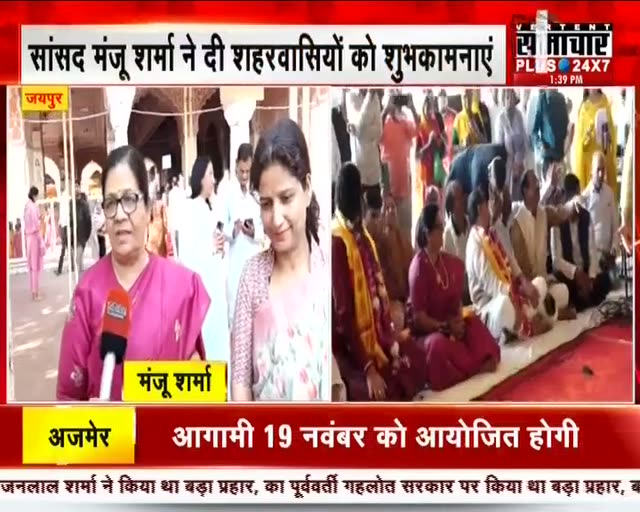 सांसद मंजू शर्मा ने दी शहरवासियों को शुभकामनाएं
VERTENT
समाचार
PLUS 24X7
1:39 PM
जयपुर
मंजू शर्मा
अजमेर
आगामी 19 नवंबर को आयोजित होगी
जनलाल शर्मा ने किया था बड़ा प्रहार, का पूर्ववर्ती गहलोत सरकार पर किया था बड़ा प्रहार, ब